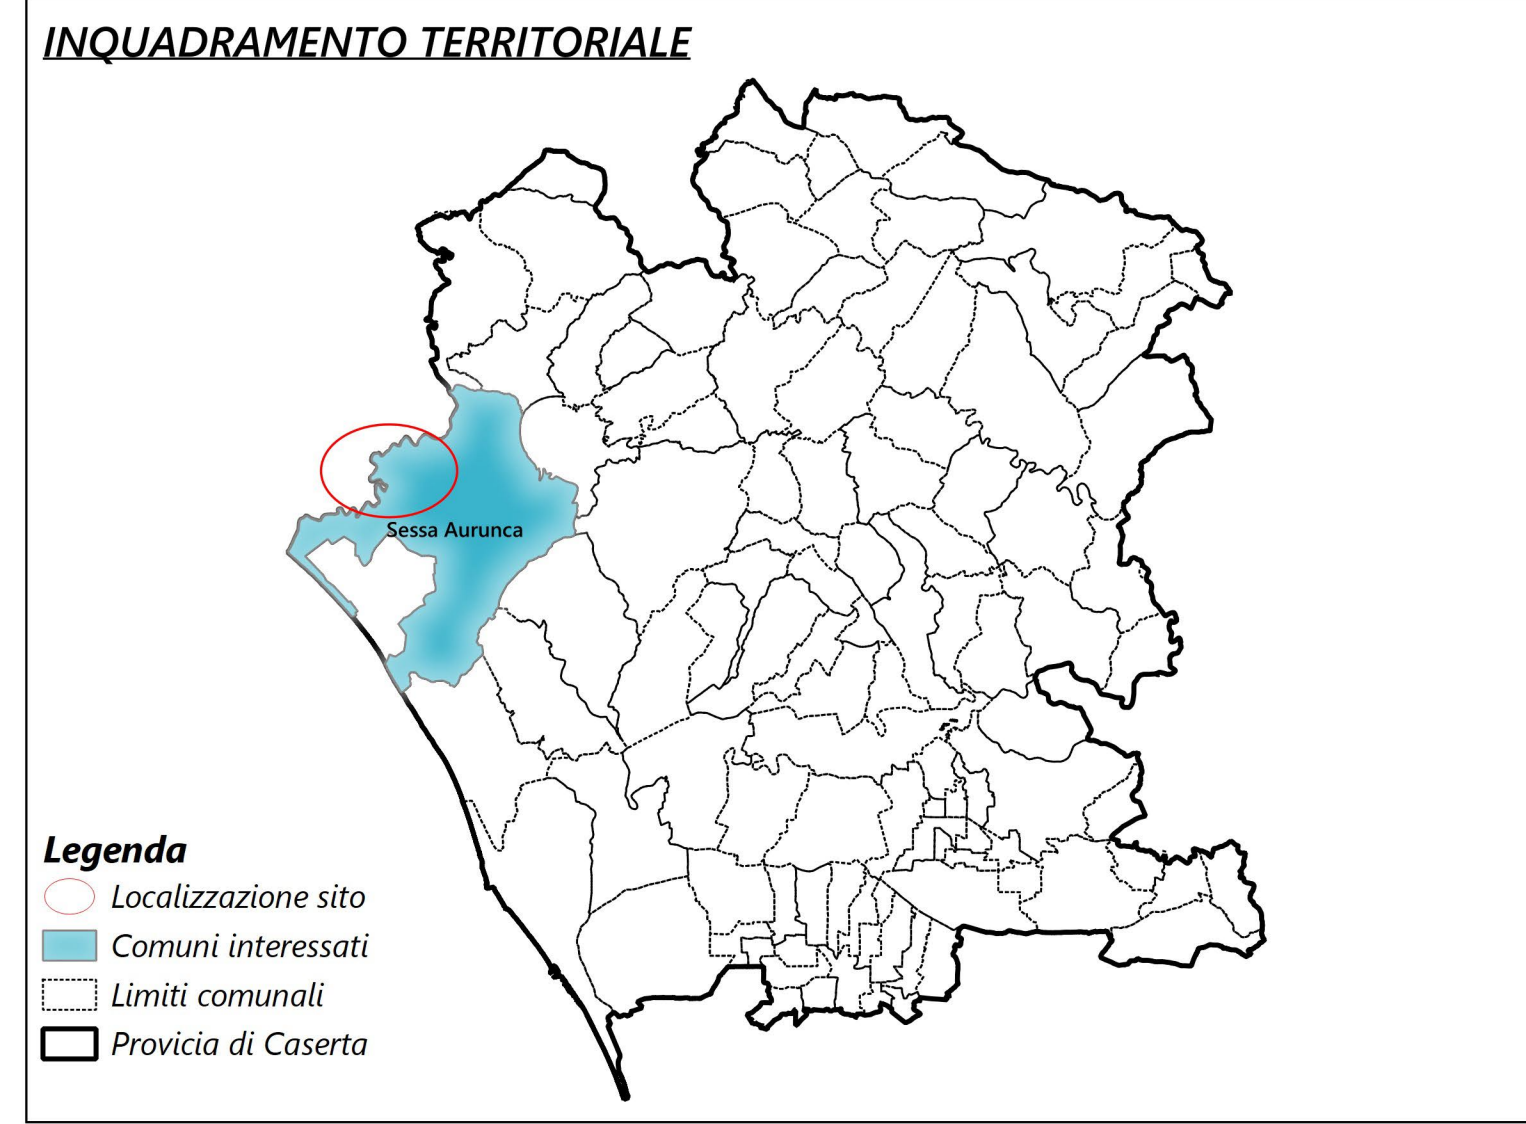 INQUADRAMENTO TERRITORIALE
Sessa Aurunca
Legenda
Localizzazione sito
Comuni interessati
Limiti comunali
Provicia di Caserta